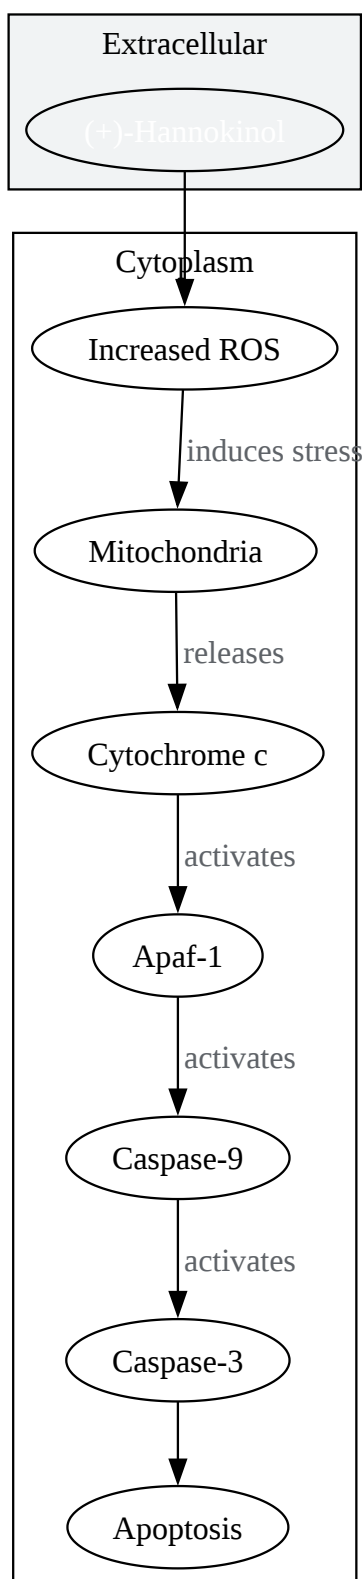 Extracellular
(+)-Hannokinol
Cytoplasm
Increased ROS
induces stress
Mitochondria
releases
Cytochrome c
activates
Apaf-1
activates
Caspase-9
activates
Caspase-3
Apoptosis